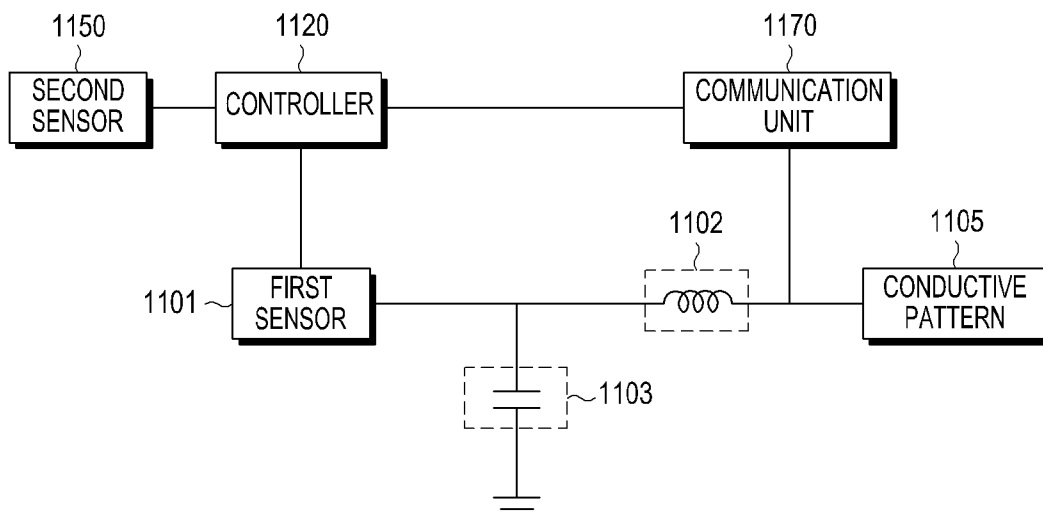 1150
1120
1170
SECOND
SENSOR
CONTROLLER
COMMUNICATION
UNIT
1102
1105
1101
FIRST
SENSOR
CONDUCTIVE
PATTERN
1103